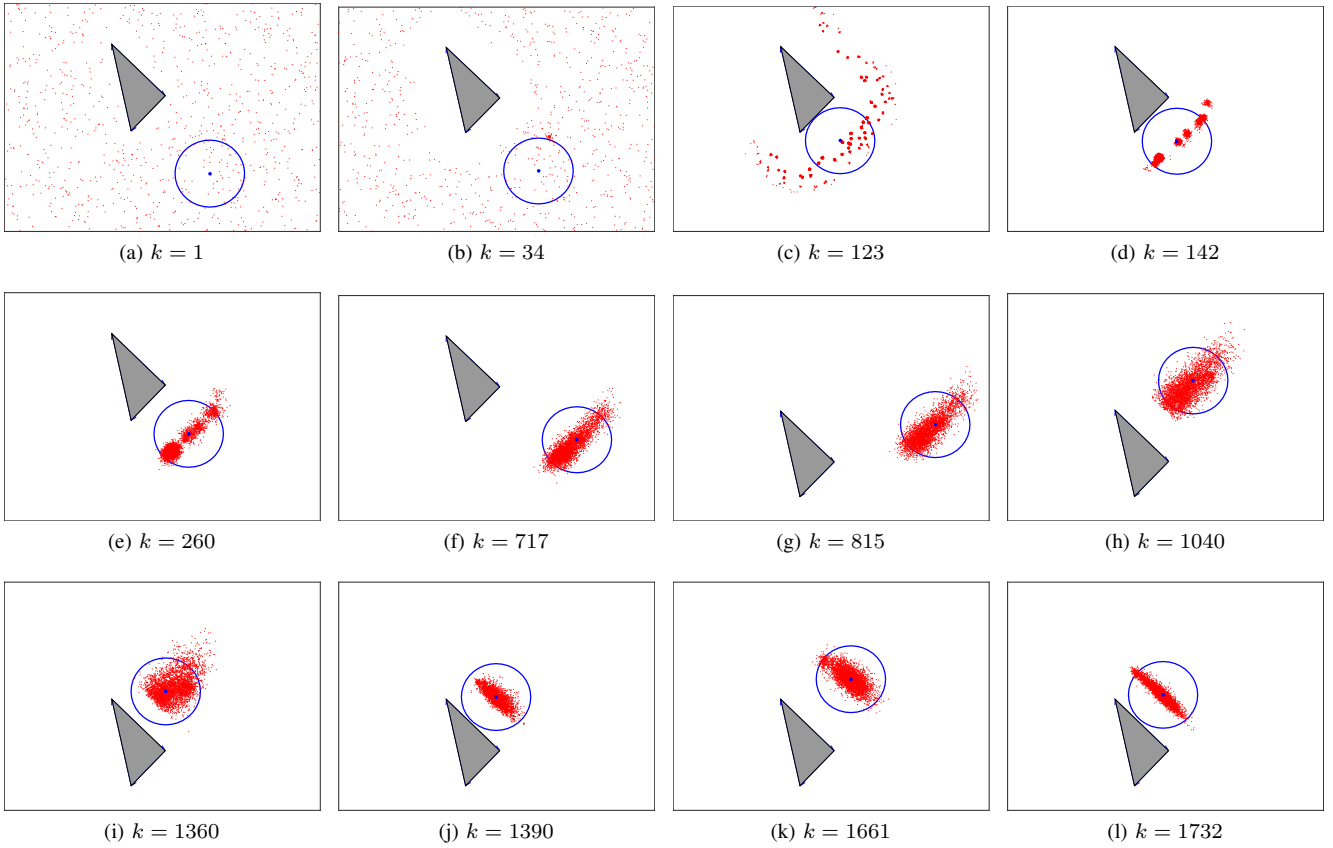 (a) k = 1
(b) k = 34
(c) k = 123
(d) k = 142
(e) k = 260
(f) k = 717
(g) k = 815
(h) k = 1040
(i) k = 1360
(j) k = 1390
(k) k = 1661
(l) k = 1732